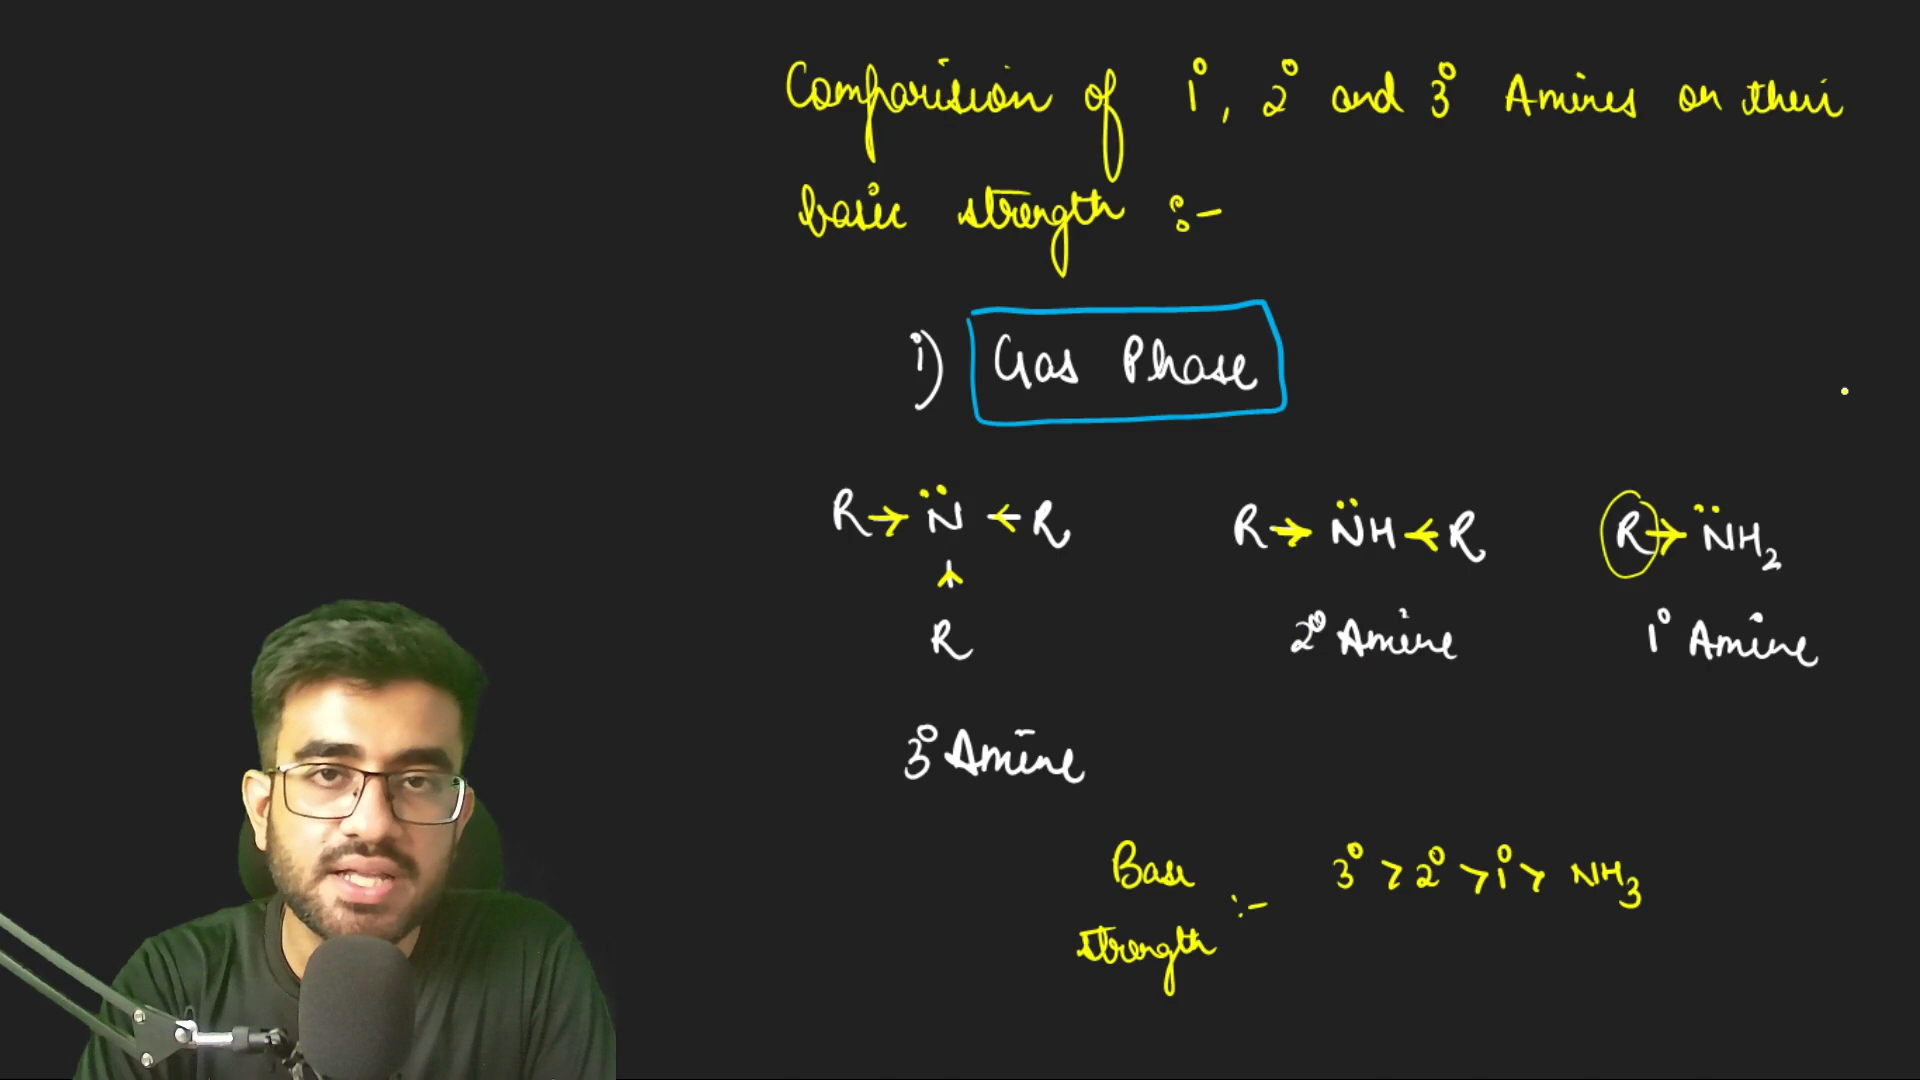 Comparision of 1°, 2° and 3° Amines on their
basic strength :-
i) Gas Phase
R→N̈←R
↑
R
3° Amine
R→N̈H←R
2° Amine
R→N̈H₂
1° Amine
Base
strength :- 3° > 2° > 1° > NH₃